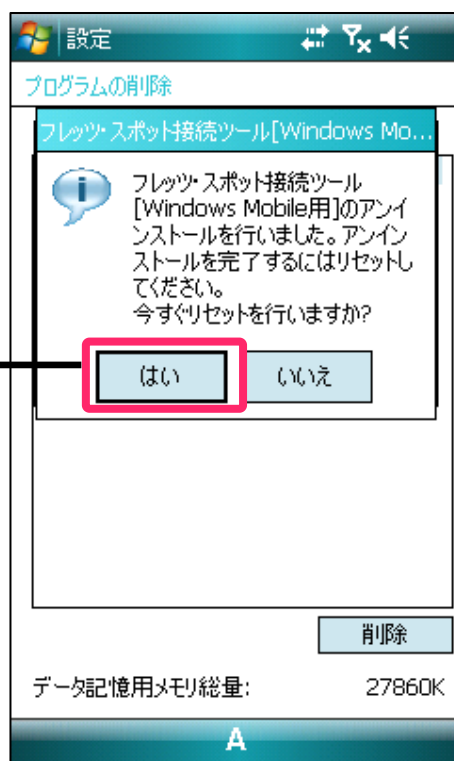 設定
プログラムの削除
フレッツ・スポット接続ツール[Windows Mo...
フレッツ・スポット接続ツール
[Windows Mobile用]のアンイ
ンストールを行いました。アンイン
ストールを完了するにはリセットし
てください。
今すぐリセットを行いますか?
はい
いいえ
削除
データ記憶用メモリ総量:
27860K
A